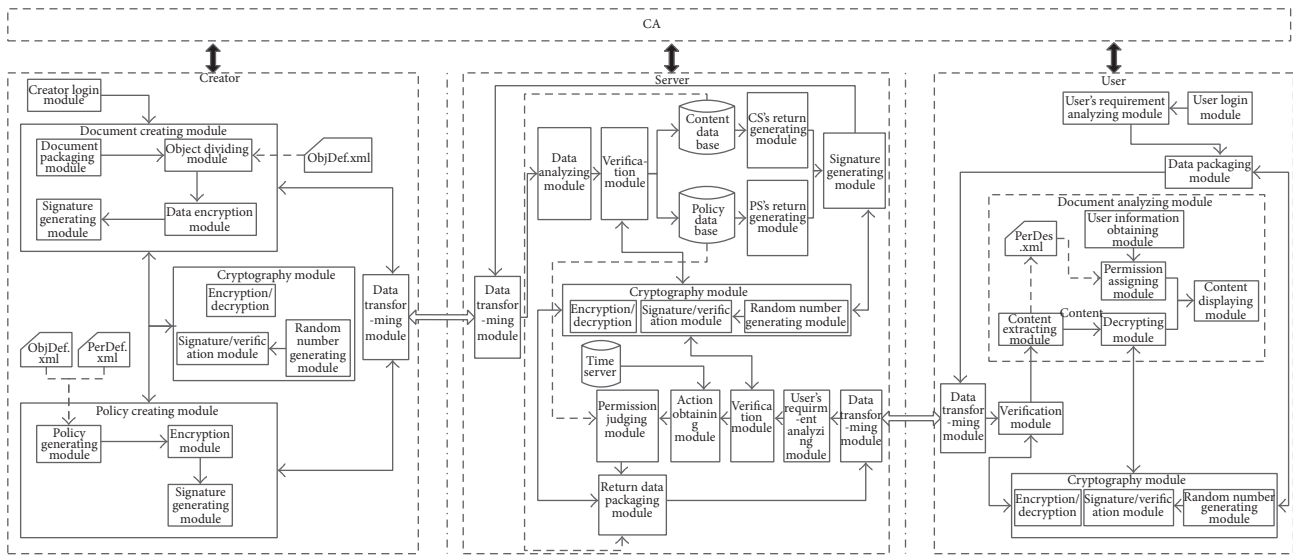 CA
Creator
Creator login
module
Document creating module
Document
packaging
module
Object dividing
module
ObjDef.xml
Signature
generating
module
Data encryption
module
Cryptography module
Encryption/
decryption
Signature/verific
ation module
Random
number
generating
module
Data
transfor
-ming
module
ObjDef.
xml
PerDef.
xml
Policy creating module
Policy
generating
module
Encryption
module
Signature
generating
module
Server
Data
transfor
-ming
module
Data
analyzing
module
Verifica-
tion
module
Content
data
base
Policy
data
base
CS's
return
generating
module
PS's
return
generating
module
Signature
generating
module
Cryptography module
Encryption/
decryption
Signature/verific
ation module
Random number
generating module
Time
server
Permission
judging
module
Action
obtainin
g
module
Verifica
tion
module
User's
requirm
ent
analyzi
ng
module
Data
transfor
-ming
module
Return data
packaging
module
User
User's
requirement
analyzing module
User login
module
Data packaging
module
Document analyzing module
User information
obtaining
module
PerDes
.xml
Permission
assigning
module
Content
displaying
module
Content
extracting
module
Content
Decrypting
module
Data
transfor
-ming
module
Verification
module
Cryptography module
Encryption/
decryption
Signature/verific
ation module
Random number
generating
module